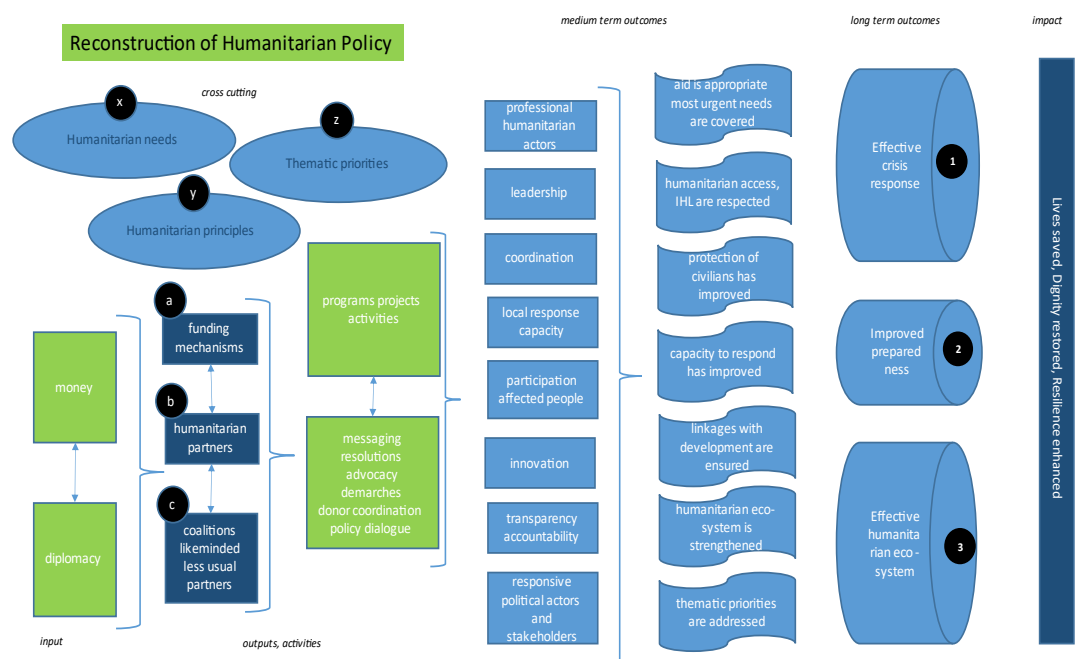 medium term outcomes
long term outcomes
impact
Reconstruction of Humanitarian Policy
cross cutting
x
Humanitarian needs
z
Thematic priorities
y
Humanitarian principles
money
diplomacy
input
a
funding
mechanisms
b
humanitarian
partners
c
coalitions
likeminded
less usual
partners
outputs, activities
programs projects
activities
messaging
resolutions
advocacy
demarches
donor coordination
policy dialogue
professional
humanitarian
actors
leadership
coordination
local response
capacity
participation
affected people
innovation
transparency
accountability
responsive
political actors
and
stakeholders
aid is appropriate
most urgent needs
are covered
humanitarian access,
IHL are respected
protection of
civilians has
improved
capacity to respond
has improved
linkages with
development are
ensured
humanitarian eco-
system is
strengthened
thematic priorities
are addressed
Effective
crisis
response
1
Improved
prepared
ness
2
Effective
humanita
rian eco -
system
3
Lives saved, Dignity restored, Resilience enhanced